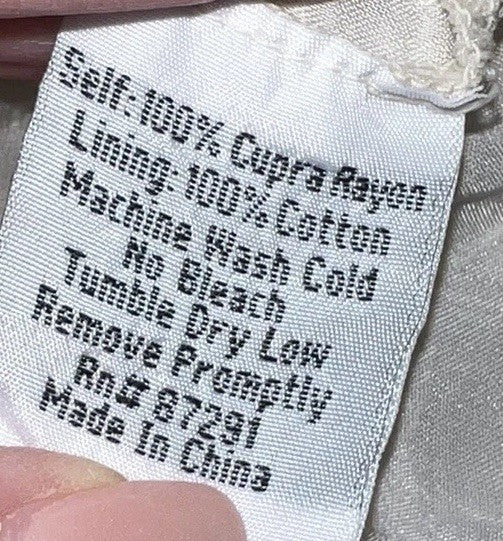 Self: 100% Cupra Rayon
Lining: 100% Cotton
Machine Wash Cold
No Bleach
Tumble Dry Low
Remove Promptly
Rn# 87291
Made In China